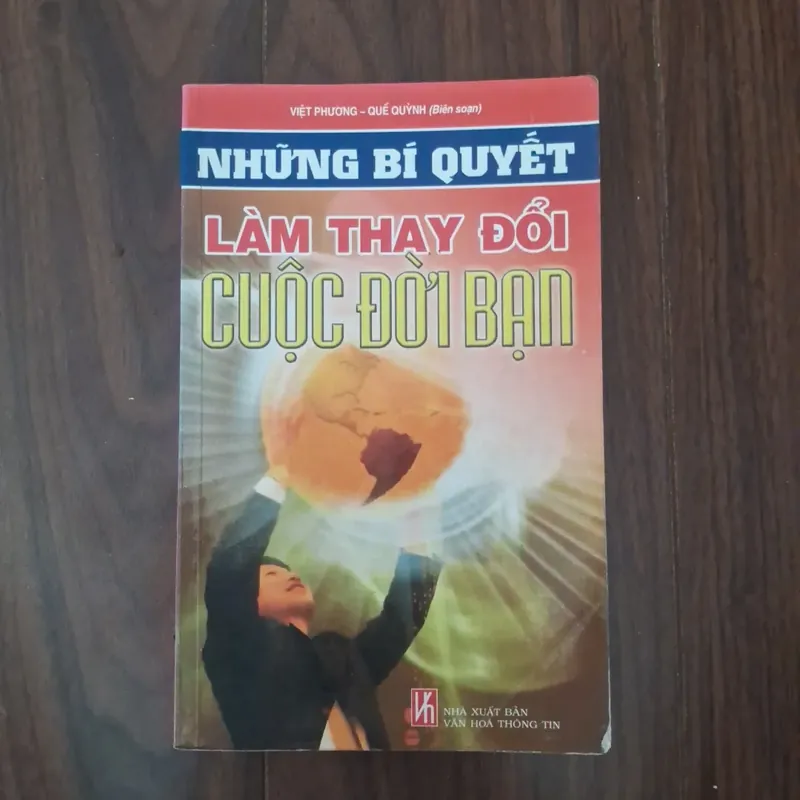 VIỆT PHƯƠNG – QUẾ QUỲNH (Biên soạn)
NHỮNG BÍ QUYẾT
LÀM THAY ĐỔI
CUỘC ĐỜI BẠN
NHÀ XUẤT BẢN
VĂN HOÁ THÔNG TIN